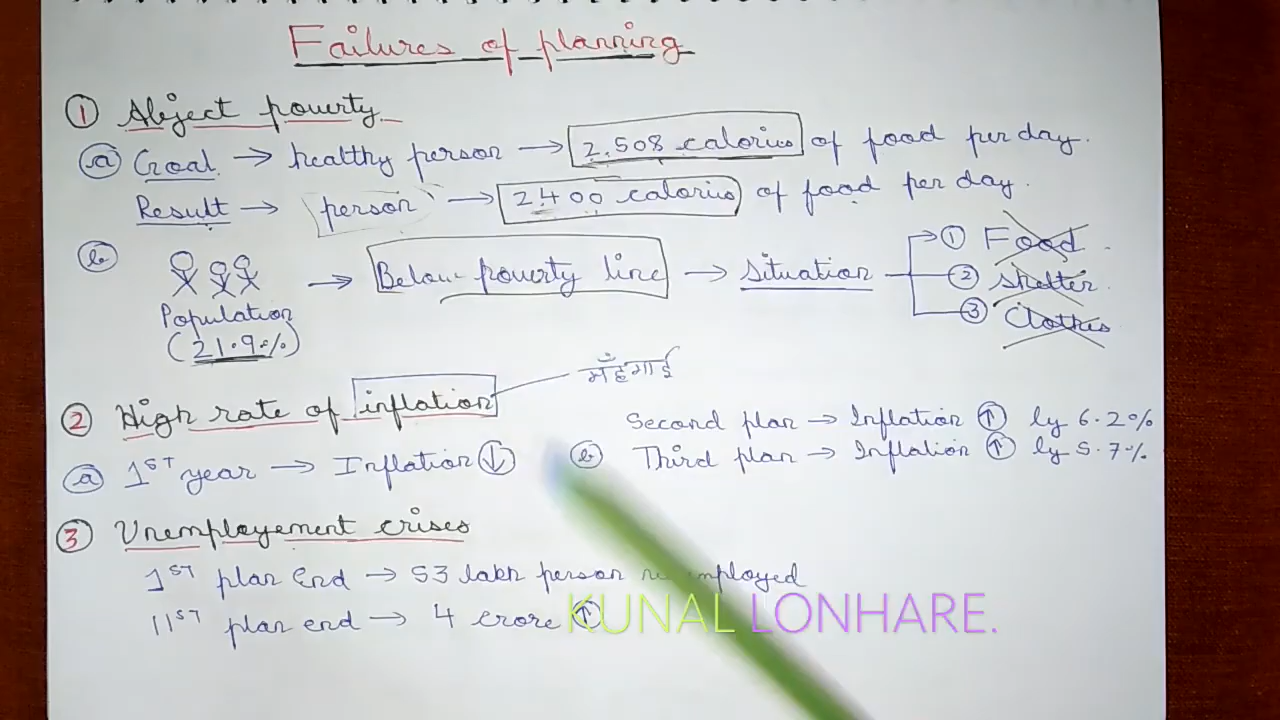 Failures of planning
① Abject poverty
ⓐ Goal → healthy person → 2,508 calories of food per day.
Result → person → 2400 calories of food per day.
ⓑ → Below poverty line → Situation
① Food
② Shelter
③ Clothes
Population
(21.9%)
② High rate of inflation
मँहगाई
ⓐ 1ST year → Inflation ↓
ⓑ Second plan → Inflation ↑ by 6.2%
Third plan → Inflation ↑ by 5.7%
③ Unemployement crises
1ST plan End → 53 lakh person employed
11ST plan end → 4 crore ↑
KUNAL LONHARE.